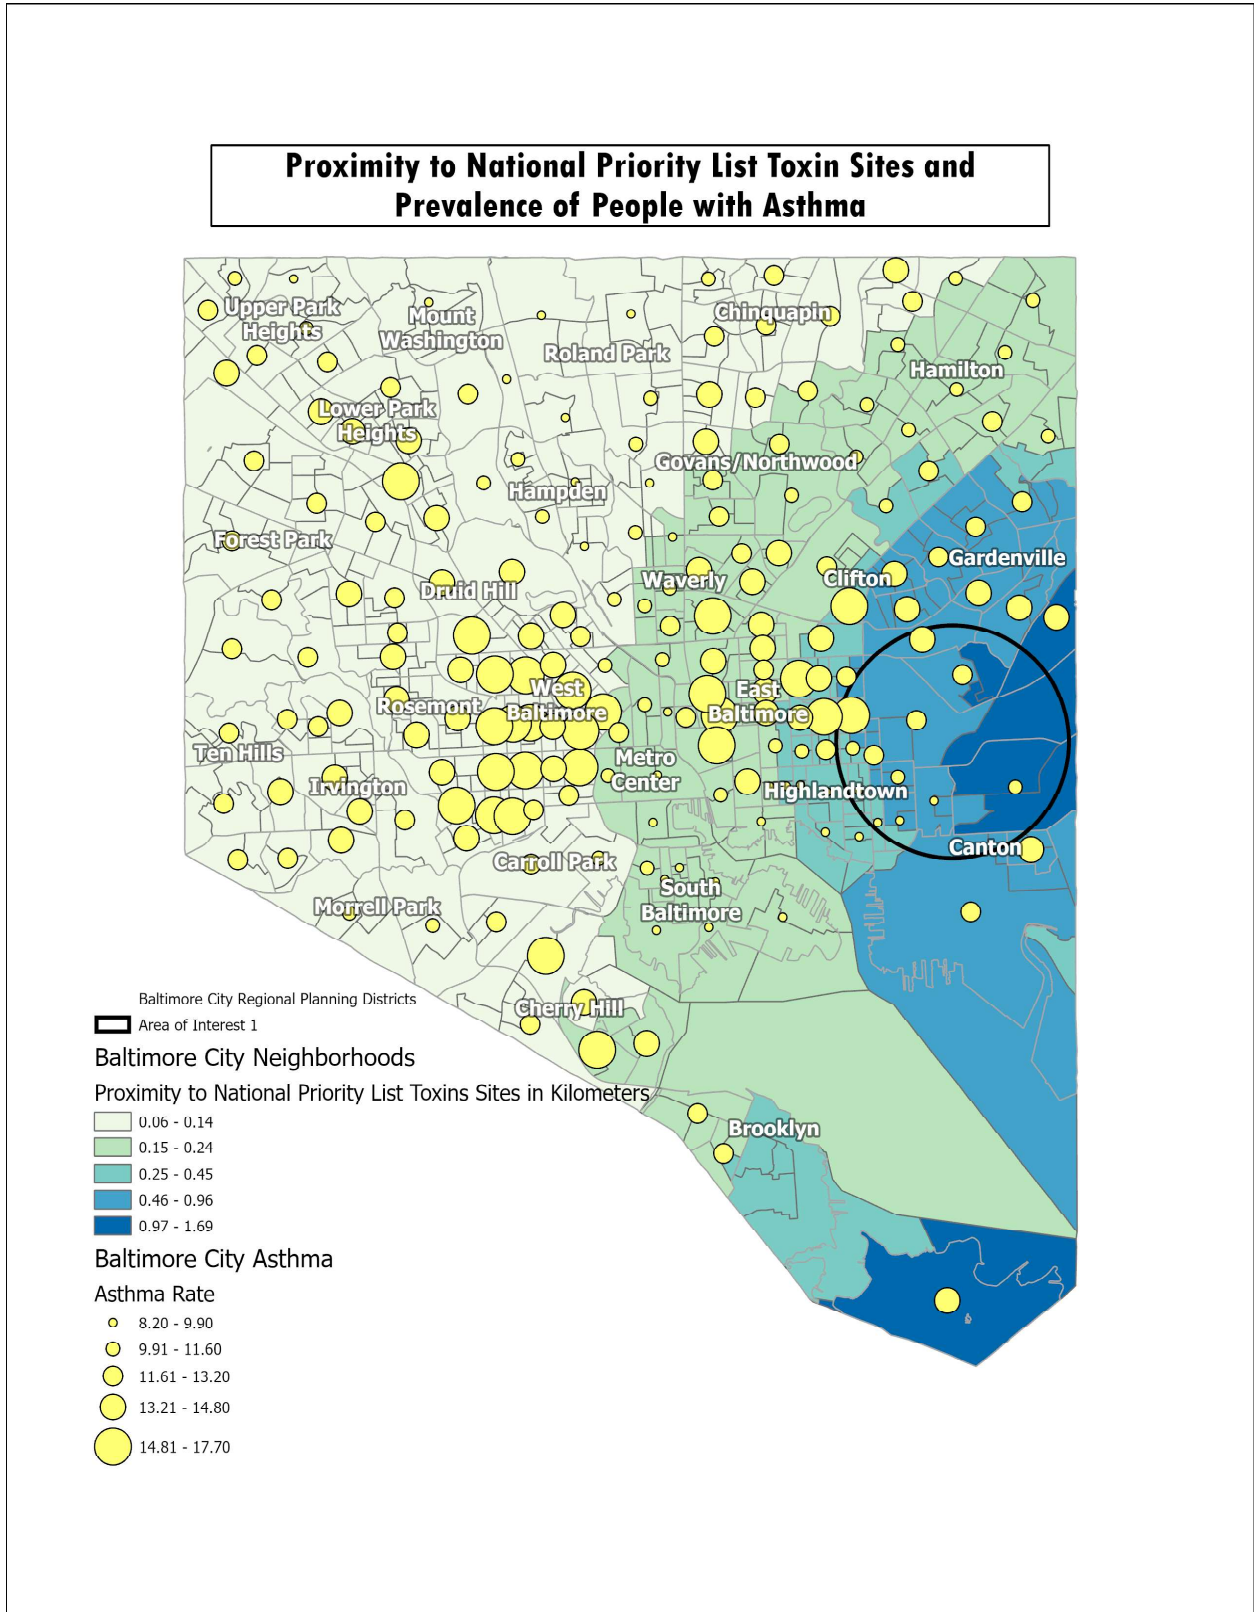 Proximity to National Priority List Toxin Sites and
Prevalence of People with Asthma
Upper Park
Heights
Mount
Washington
Roland Park
Chinquapin
Hamilton
Lower Park
Heights
Govans/Northwood
Hampden
Forest Park
Druid Hill
Waverly
Clifton
Gardenville
Rosemont
West
Baltimore
East
Baltimore
Ten Hills
Irvington
Metro
Center
Highlandtown
Canton
Carroll Park
South
Baltimore
Morrell Park
Cherry Hill
Brooklyn
Baltimore City Regional Planning Districts
Area of Interest 1
Baltimore City Neighborhoods
Proximity to National Priority List Toxins Sites in Kilometers
0.06 - 0.14
0.15 - 0.24
0.25 - 0.45
0.46 - 0.96
0.97 - 1.69
Baltimore City Asthma
Asthma Rate
8.20 - 9.90
9.91 - 11.60
11.61 - 13.20
13.21 - 14.80
14.81 - 17.70